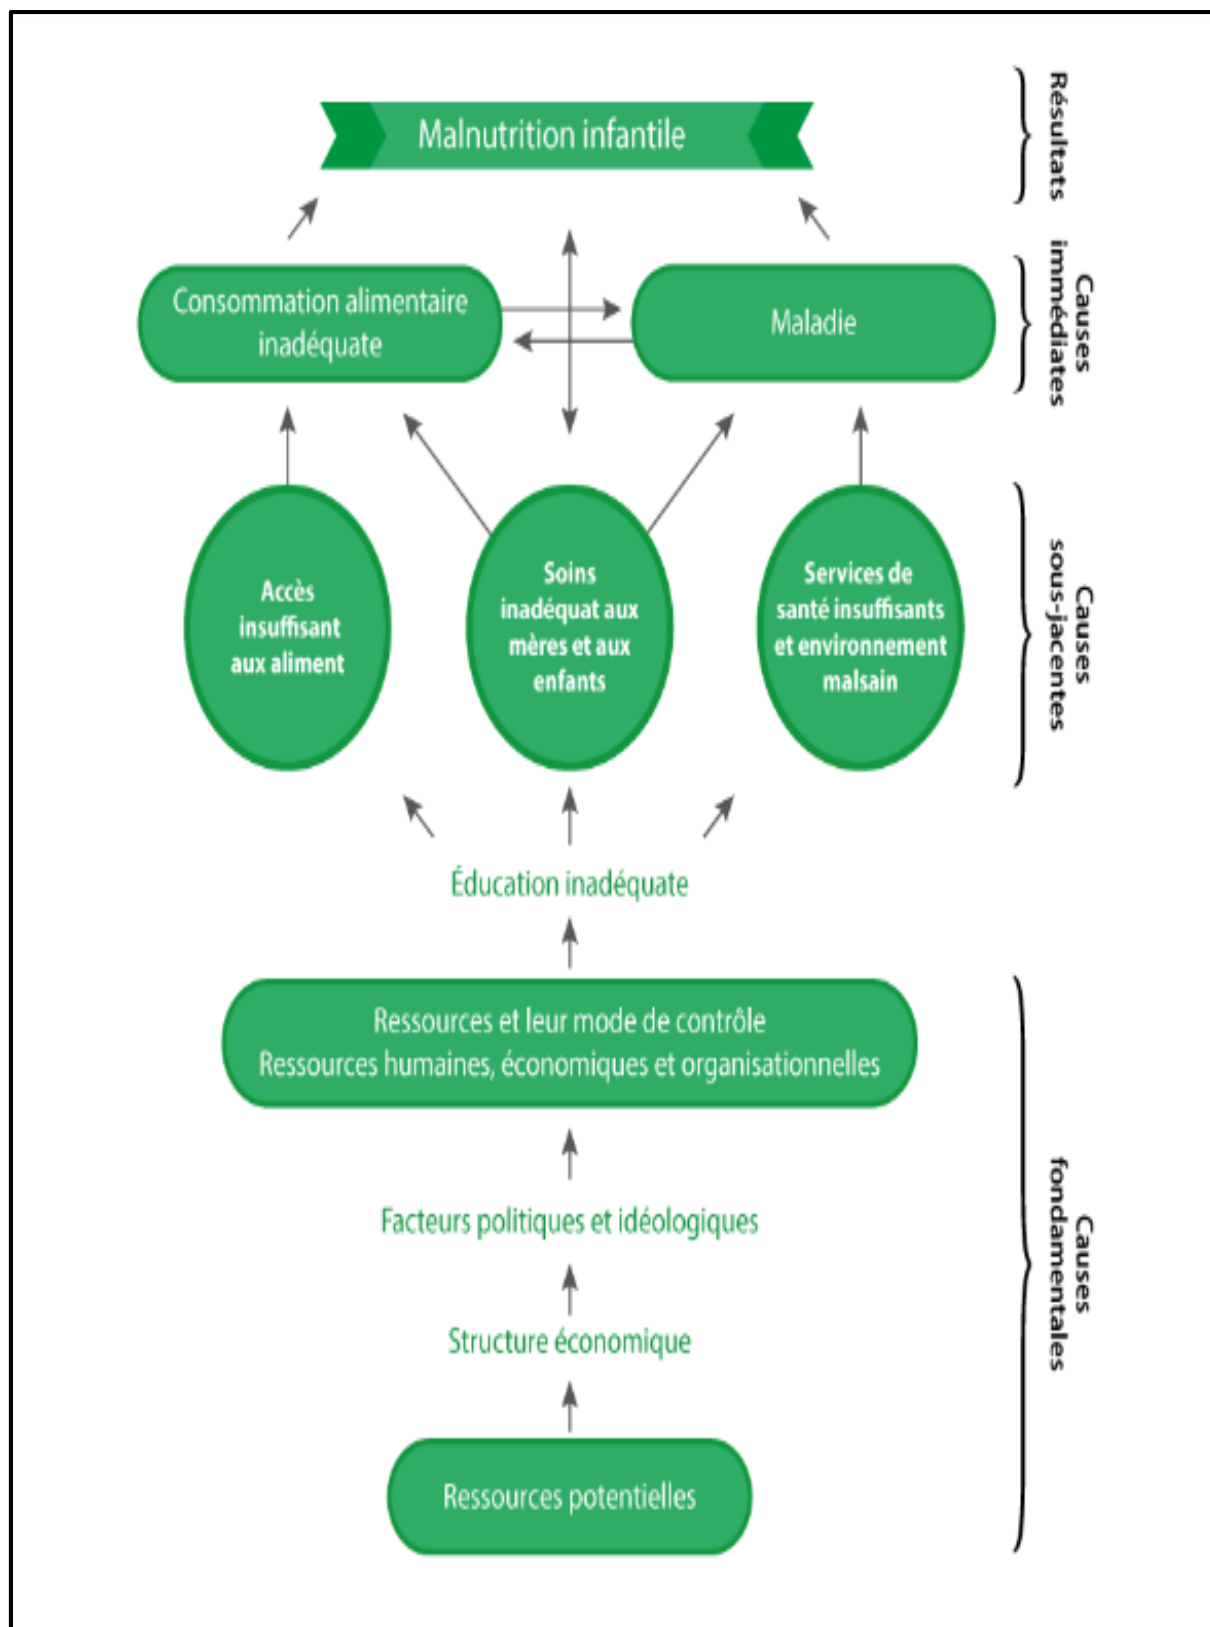 Malnutrition infantile
Résultats
Consommation alimentaire
inadéquate
Maladie
Causes
immédiates
Accès
insuffisant
aux aliment
Soins
inadéquat aux
mères et aux
enfants
Services de
santé insuffisants
et environnement
malsain
Causes
sous-jacentes
Éducation inadéquate
Ressources et leur mode de contrôle
Ressources humaines, économiques et organisationnelles
Facteurs politiques et idéologiques
Structure économique
Ressources potentielles
Causes
fondamentales